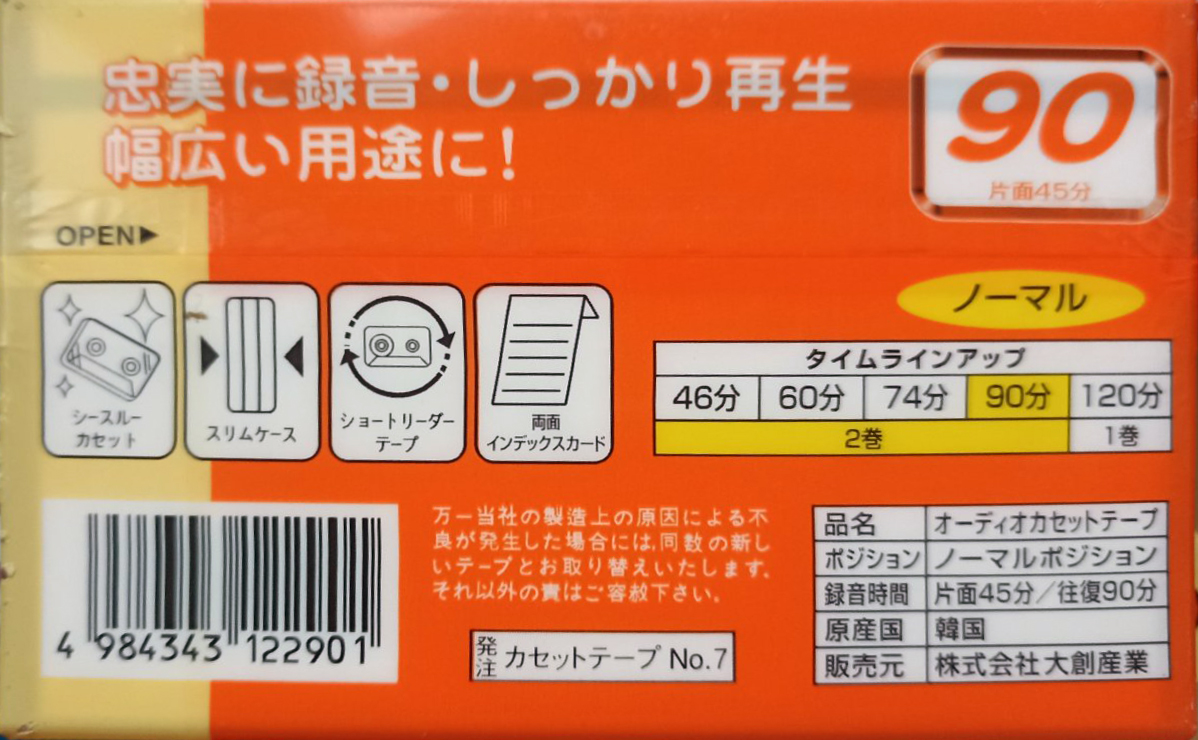 忠実に録音・しっかり再生
幅広い用途に!
90
片面45分
OPEN▶
シースルー
カセット
スリムケース
ショートリーダー
テープ
両面
インデックスカード
ノーマル
タイムラインアップ
46分 60分 74分 90分 120分
2巻 1巻
4 984343 122901
万一当社の製造上の原因による不
良が発生した場合には,同数の新し
いテープとお取り替えいたします。
それ以外の責はご容赦下さい。
発注 カセットテープ No.7
品名 オーディオカセットテープ
ポジション ノーマルポジション
録音時間 片面45分/往復90分
原産国 韓国
販売元 株式会社大創産業